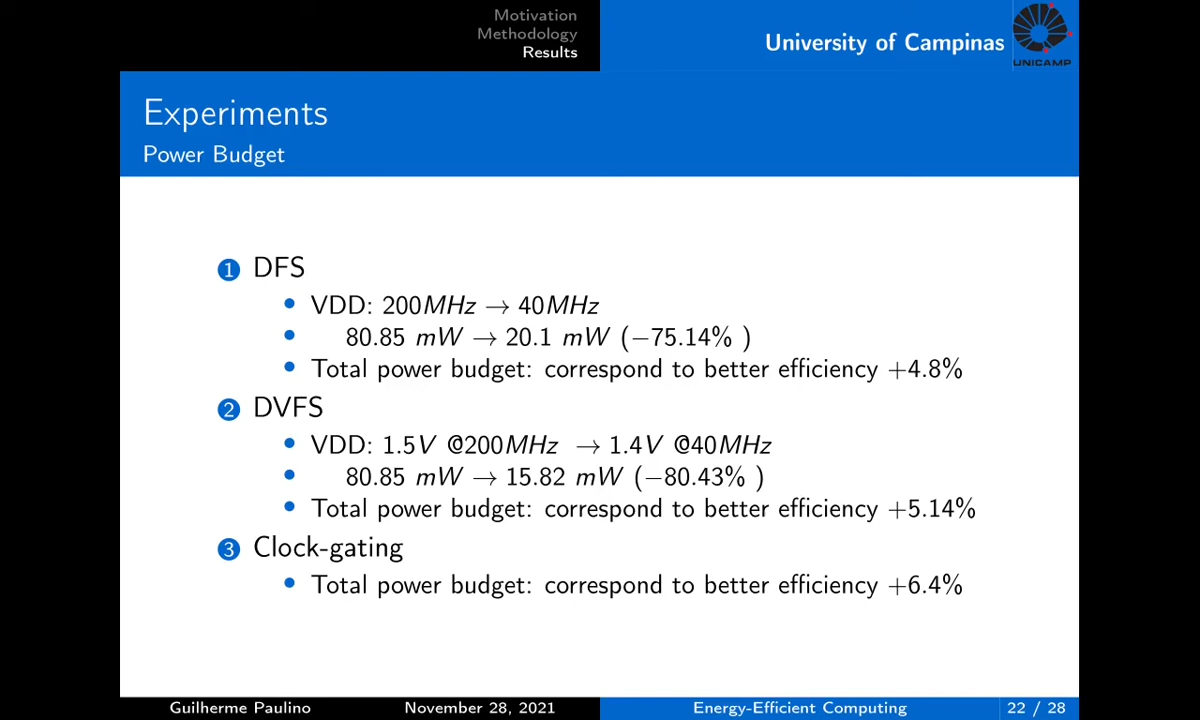 Motivation
Methodology
Results
University of Campinas
UNICAMP
Experiments
Power Budget
1 DFS
• VDD: 200MHz → 40MHz
• 80.85 mW → 20.1 mW (−75.14% )
• Total power budget: correspond to better efficiency +4.8%
2 DVFS
• VDD: 1.5V @200MHz → 1.4V @40MHz
• 80.85 mW → 15.82 mW (−80.43% )
• Total power budget: correspond to better efficiency +5.14%
3 Clock-gating
• Total power budget: correspond to better efficiency +6.4%
Guilherme Paulino November 28, 2021 Energy-Efficient Computing 22 / 28